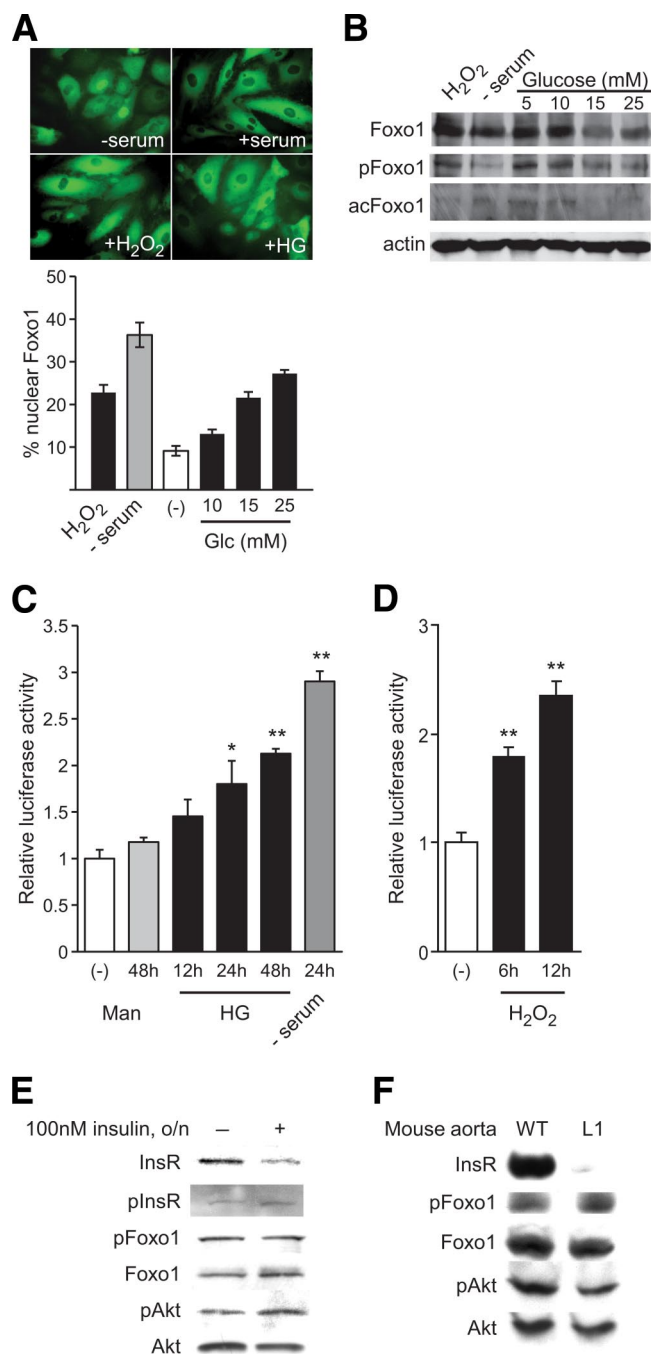 A
-serum
+serum
+H2O2
+HG
% nuclear Foxo1
50
40
30
20
10
H2O2
- serum
(-)
10
15
25
Glc (mM)
B
H2O2
- serum
Glucose (mM)
5 10 15 25
Foxo1
pFoxo1
acFoxo1
actin
C
Relative luciferase activity
3.5
3
2.5
2
1.5
1
0.5
0
*
**
**
(-) 48h 12h 24h 48h 24h
Man
HG
- serum
D
Relative luciferase activity
3
2
1
0
**
**
(-) 6h 12h
H2O2
E
100nM insulin, o/n
– +
InsR
pInsR
pFoxo1
Foxo1
pAkt
Akt
F
Mouse aorta WT L1
InsR
pFoxo1
Foxo1
pAkt
Akt